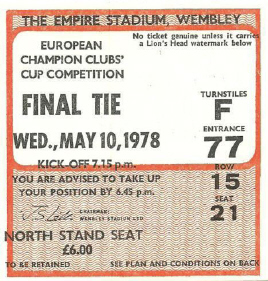 THE EMPIRE STADIUM, WEMBLEY
EUROPEAN
CHAMPION CLUBS'
CUP COMPETITION
No ticket genuine unless it carries
a Lion's Head watermark below
FINAL TIE
WED., MAY 10, 1978
KICK-OFF 7.15 p.m.
YOU ARE ADVISED TO TAKE UP
YOUR POSITION BY 6.45 p.m.
TURNSTILES
F
ENTRANCE
77
ROW
15
SEAT
21
CHAIRMAN:
WEMBLEY STADIUM LTD
NORTH STAND SEAT
£6.00
TO BE RETAINED
SEE PLAN AND CONDITIONS ON BACK